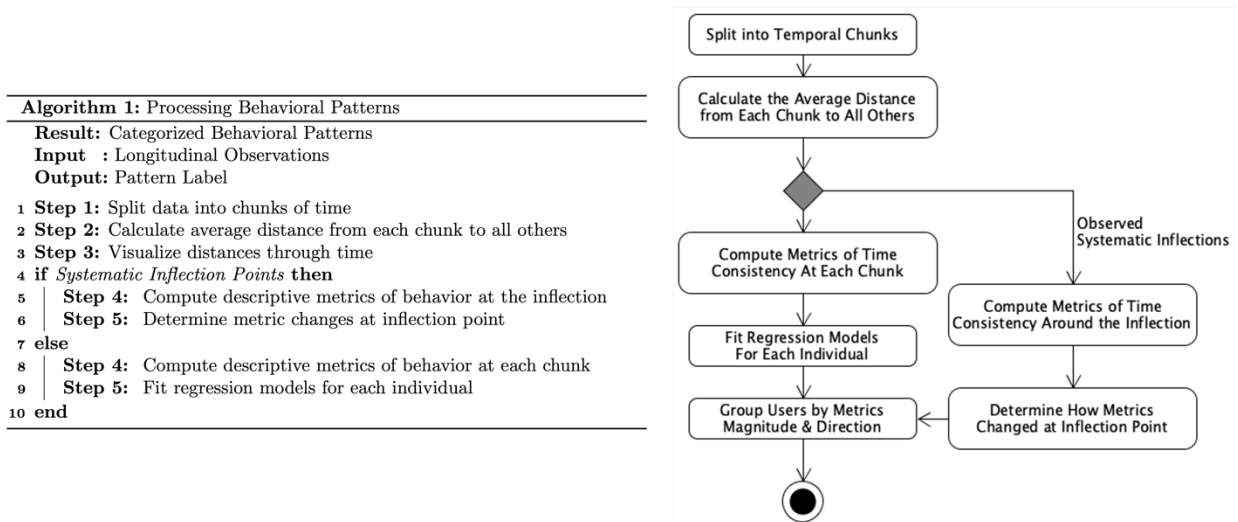 Algorithm 1: Processing Behavioral Patterns
Result: Categorized Behavioral Patterns
Input : Longitudinal Observations
Output: Pattern Label
1 Step 1: Split data into chunks of time
2 Step 2: Calculate average distance from each chunk to all others
3 Step 3: Visualize distances through time
4 if Systematic Inflection Points then
5 Step 4: Compute descriptive metrics of behavior at the inflection
6 Step 5: Determine metric changes at inflection point
7 else
8 Step 4: Compute descriptive metrics of behavior at each chunk
9 Step 5: Fit regression models for each individual
10 end
Split into Temporal Chunks
Calculate the Average Distance
from Each Chunk to All Others
Observed
Systematic Inflections
Compute Metrics of Time
Consistency At Each Chunk
Compute Metrics of Time
Consistency Around the Inflection
Fit Regression Models
For Each Individual
Group Users by Metrics
Magnitude & Direction
Determine How Metrics
Changed at Inflection Point